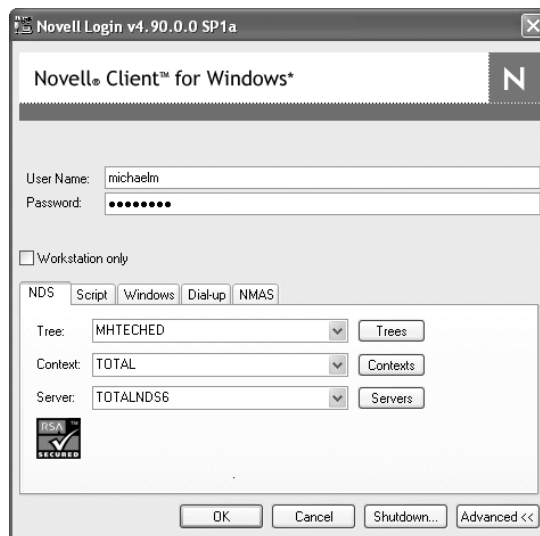 Novell Login v4.90.0.0 SP1a
Novell® Client™ for Windows*
N
User Name: michaelm
Password: ••••••••
Workstation only
NDS Script Windows Dial-up NMAS
Tree: MHTECHED Trees
Context: TOTAL Contexts
Server: TOTALNDS6 Servers
RSA ™
SECURED
OK Cancel Shutdown... Advanced <<